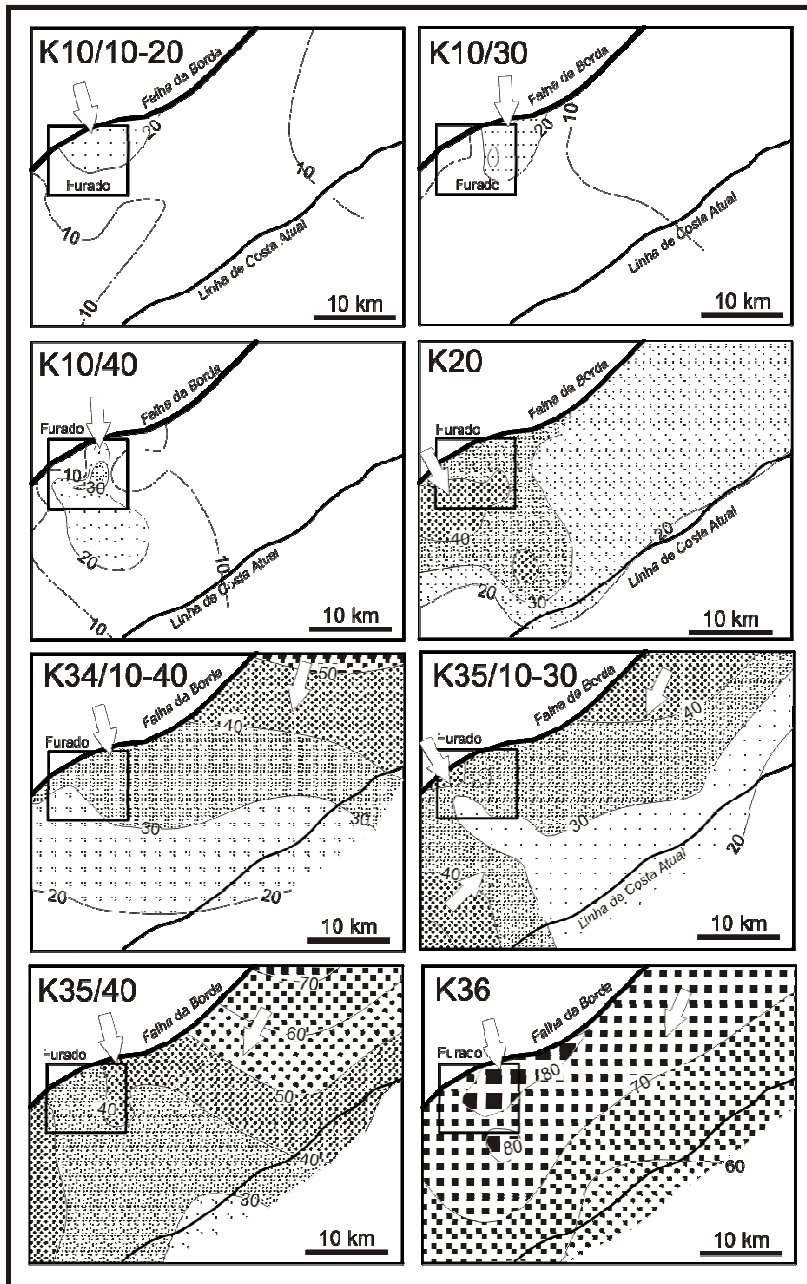 K10/10-20
Falha da Borda
20
Furado
10
10
10
Linha de Costa Atual
10 km
K10/30
Falha da Borda
20
10
10
Furado
Linha de Costa Atual
10 km
K10/40
Falha da Borda
Furado
10
30
20
10
10
Linha de Costa Atual
10 km
K20
Falha da Borda
Furado
40
20
30
20
Linha de Costa Atual
10 km
K34/10-40
Falha da Borda
50
40
Furado
30
30
20
20
10 km
K35/10-30
Falha da Borda
40
Furado
30
20
40
Linha de Costa Atual
10 km
K35/40
Falha da Borda
70
60
Furado
40
50
40
30
10 km
K36
Falha da Borda
Furado
80
70
80
60
10 km